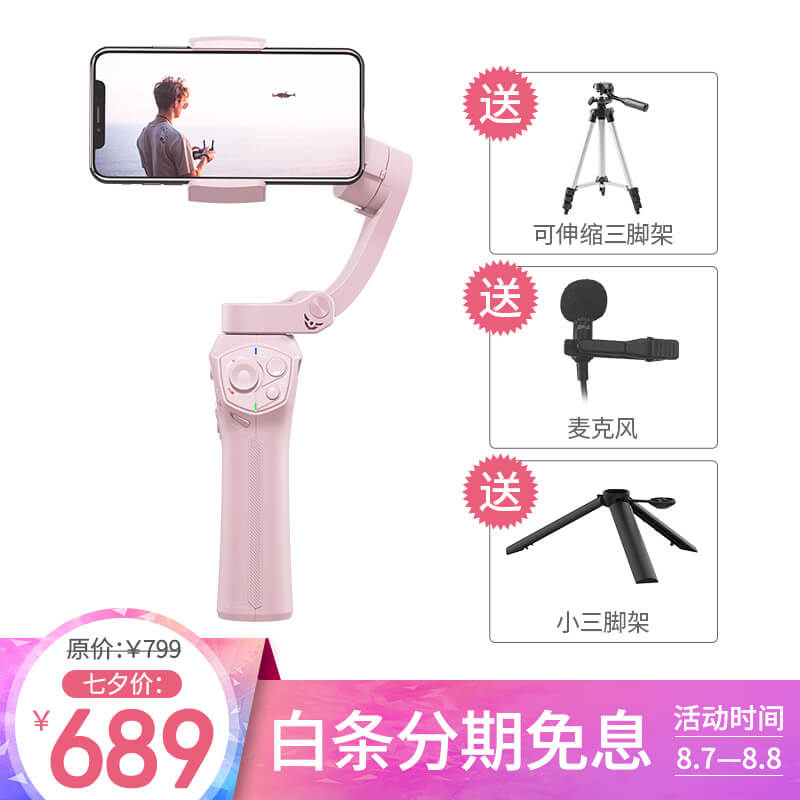 送
可伸缩三脚架
送
麦克风
送
小三脚架
原价:¥799
七夕价:
¥689
白条分期免息
活动时间
8.7—8.8